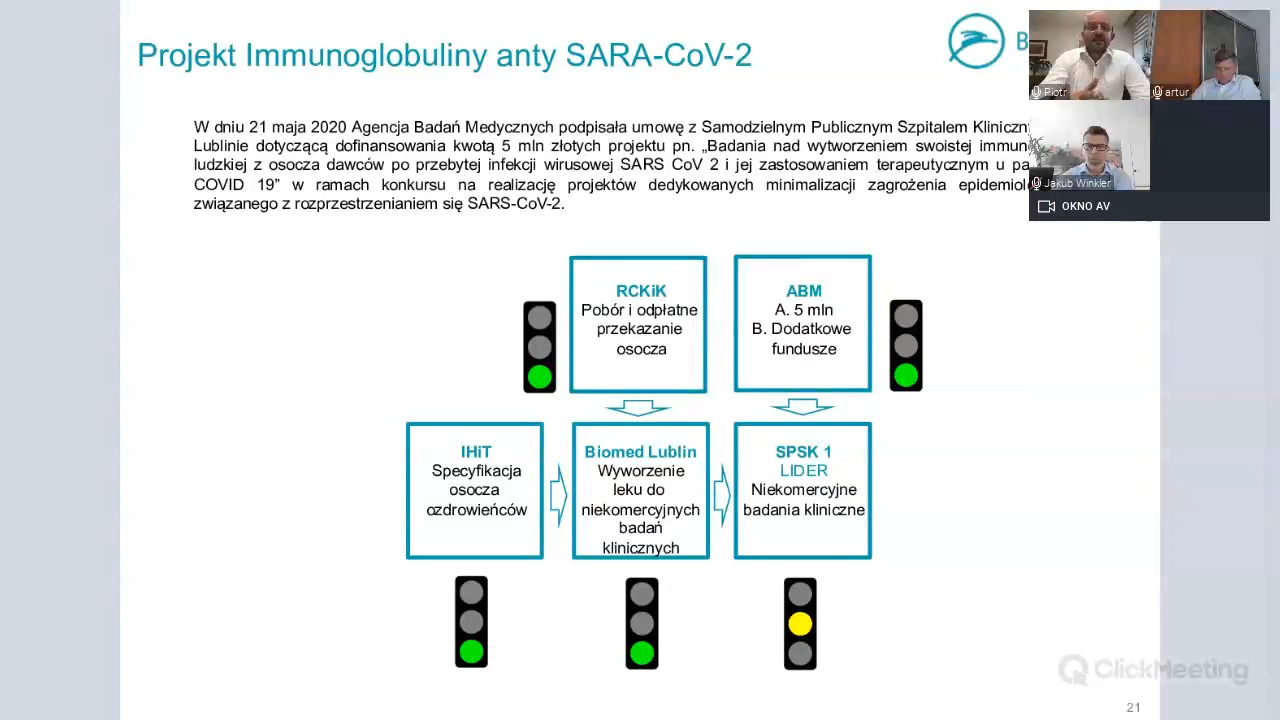 Projekt Immunoglobuliny anty SARA-CoV-2
B
Piotr
artur
Jakub Winkler
OKNO AV
W dniu 21 maja 2020 Agencja Badań Medycznych podpisała umowę z Samodzielnym Publicznym Szpitalem Kliniczn
Lublinie dotyczącą dofinansowania kwotą 5 mln złotych projektu pn. „Badania nad wytworzeniem swoistej immun
ludzkiej z osocza dawców po przebytej infekcji wirusowej SARS CoV 2 i jej zastosowaniem terapeutycznym u pa
COVID 19” w ramach konkursu na realizację projektów dedykowanych minimalizacji zagrożenia epidemiolo
związanego z rozprzestrzenianiem się SARS-CoV-2.
RCKiK
Pobór i odpłatne
przekazanie
osocza
ABM
A. 5 mln
B. Dodatkowe
fundusze
IHiT
Specyfikacja
osocza
ozdrowieńców
Biomed Lublin
Wyworzenie
leku do
niekomercyjnych
badań
klinicznych
SPSK 1
LIDER
Niekomercyjne
badania kliniczne
ClickMeeting
21